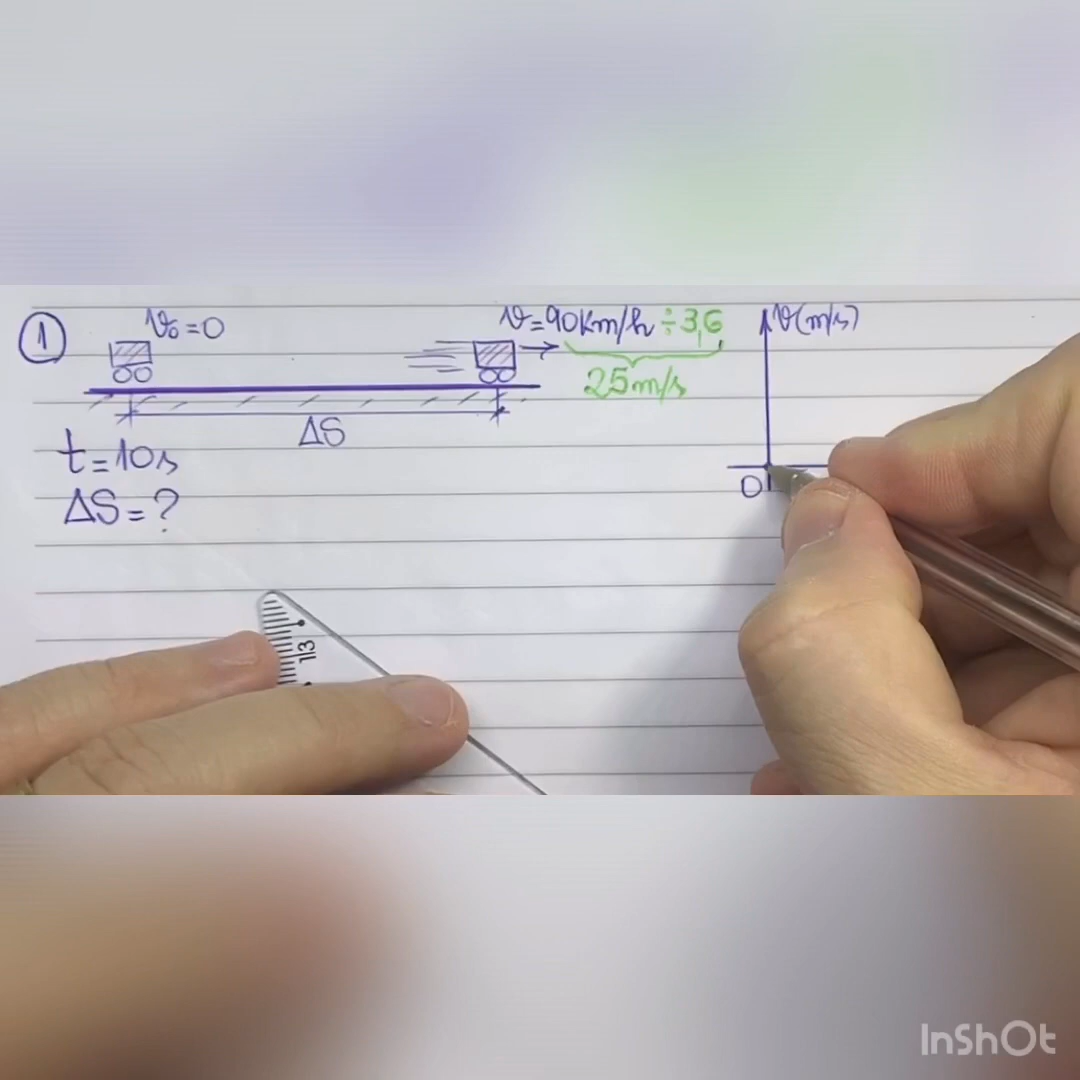 1
v₀ = 0
v = 90 km/h ÷ 3,6
25 m/s
ΔS
t = 10 s
ΔS = ?
v(m/s)
0
13
InShOt